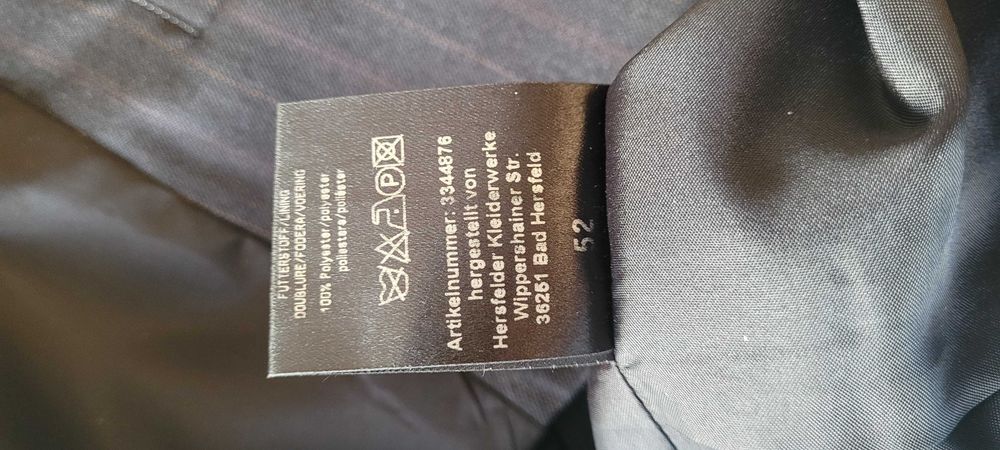 FUTTERSTOFF/LINING
DOUBLURE/FODERA/VOERING
100% Polyester/polyester
poliestere/poliéster
P
Artikelnummer: 3344876
hergestellt von
Hersfelder Kleiderwerke
Wippershainer Str.
36251 Bad Hersfeld
52